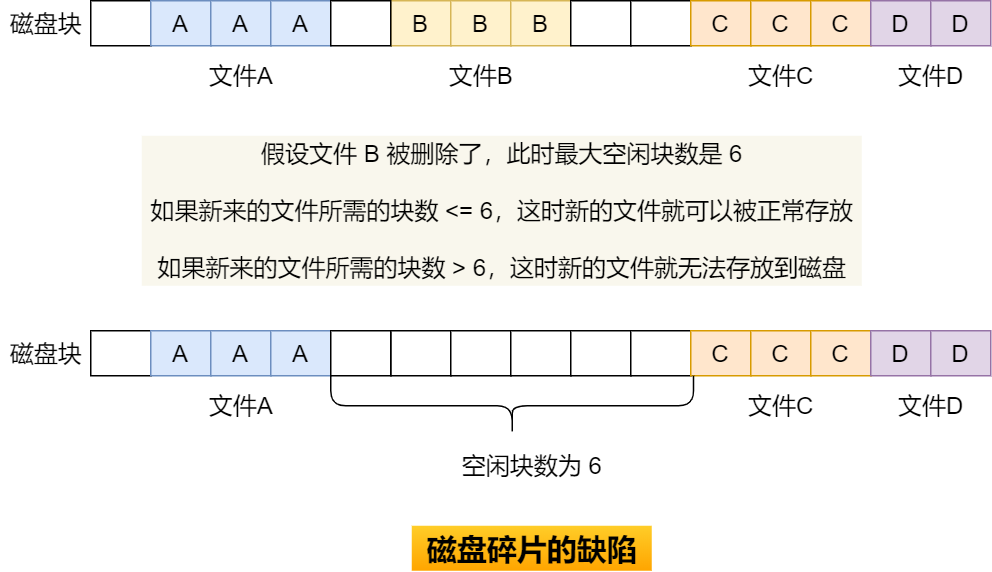 磁盘块 A A A B B B C C C D D
文件A 文件B 文件C 文件D
假设文件 B 被删除了，此时最大空闲块数是 6
如果新来的文件所需的块数 <= 6，这时新的文件就可以被正常存放
如果新来的文件所需的块数 > 6，这时新的文件就无法存放到磁盘
磁盘块 A A A C C C D D
文件A 文件C 文件D
空闲块数为 6
磁盘碎片的缺陷